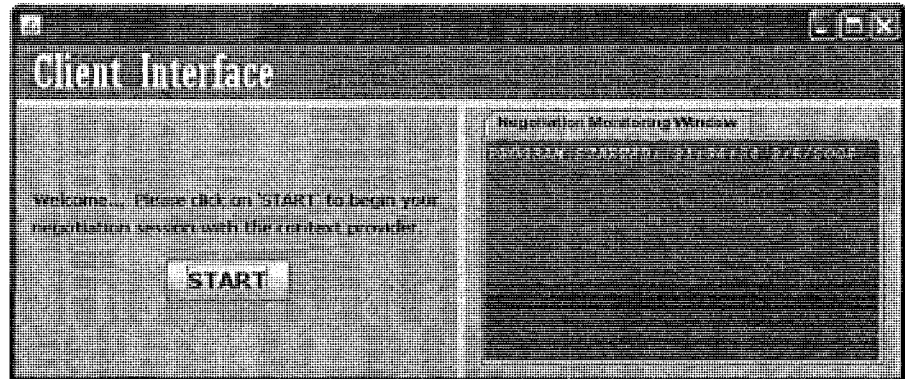 Client Interface
Negotiation Monitoring Window
Welcome... Please click on 'START' to begin your
negotiation session with the context provider.
START